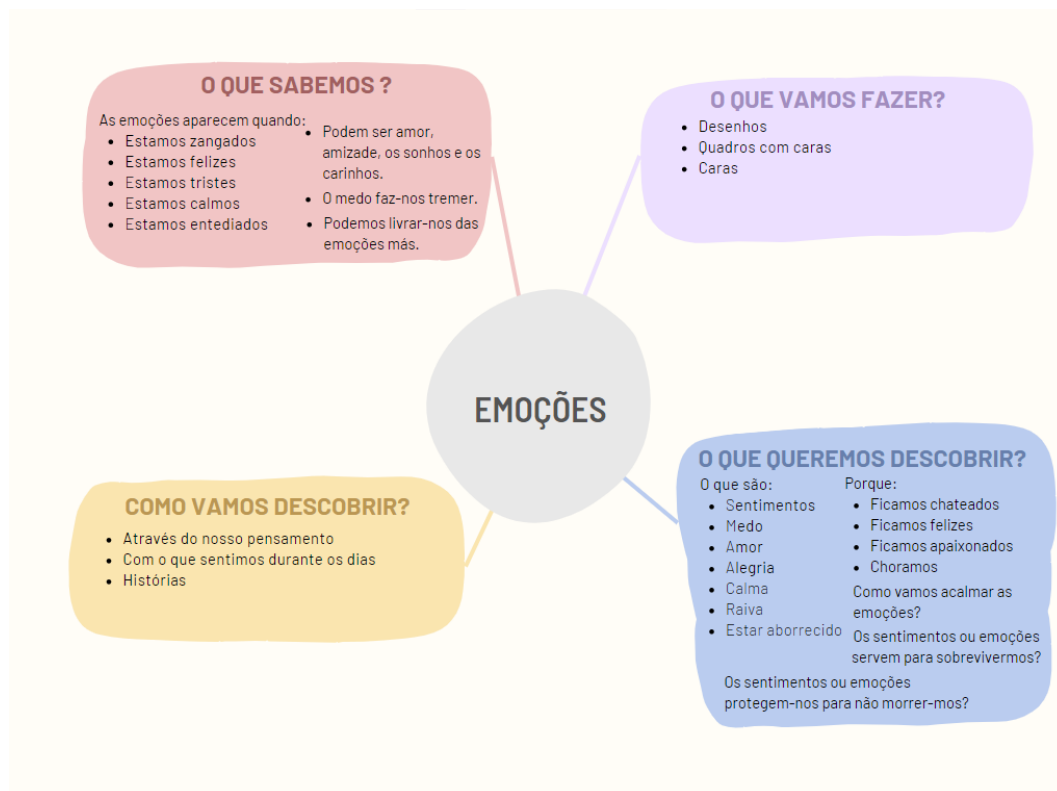 O QUE SABEMOS ?
As emoções aparecem quando:
Estamos zangados
Estamos felizes
Estamos tristes
Estamos calmos
Estamos entediados
Podem ser amor,
amizade, os sonhos e os
carinhos.
O medo faz-nos tremer.
Podemos livrar-nos das
emoções más.
O QUE VAMOS FAZER?
Desenhos
Quadros com caras
Caras
EMOÇÕES
COMO VAMOS DESCOBRIR?
Através do nosso pensamento
Com o que sentimos durante os dias
Histórias
O QUE QUEREMOS DESCOBRIR?
O que são:
Sentimentos
Medo
Amor
Alegria
Calma
Raiva
Estar aborrecido
Porque:
Ficamos chateados
Ficamos felizes
Ficamos apaixonados
Choramos
Como vamos acalmar as
emoções?
Os sentimentos ou emoções
servem para sobrevivermos?
Os sentimentos ou emoções
protegem-nos para não morrer-mos?